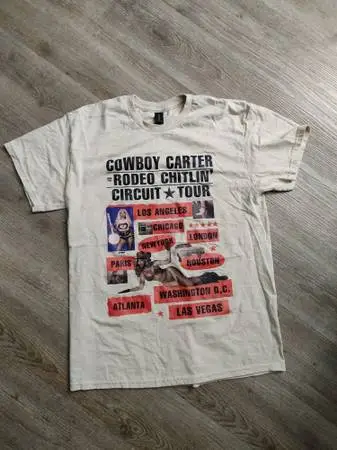 COWBOY CARTER
RODEO CHITLIN'
CIRCUIT ★ TOUR
LOS ANGELES
CHICAGO
LONDON
NEW YORK
PARIS
HOUSTON
WASHINGTON D.C.
ATLANTA
LAS VEGAS